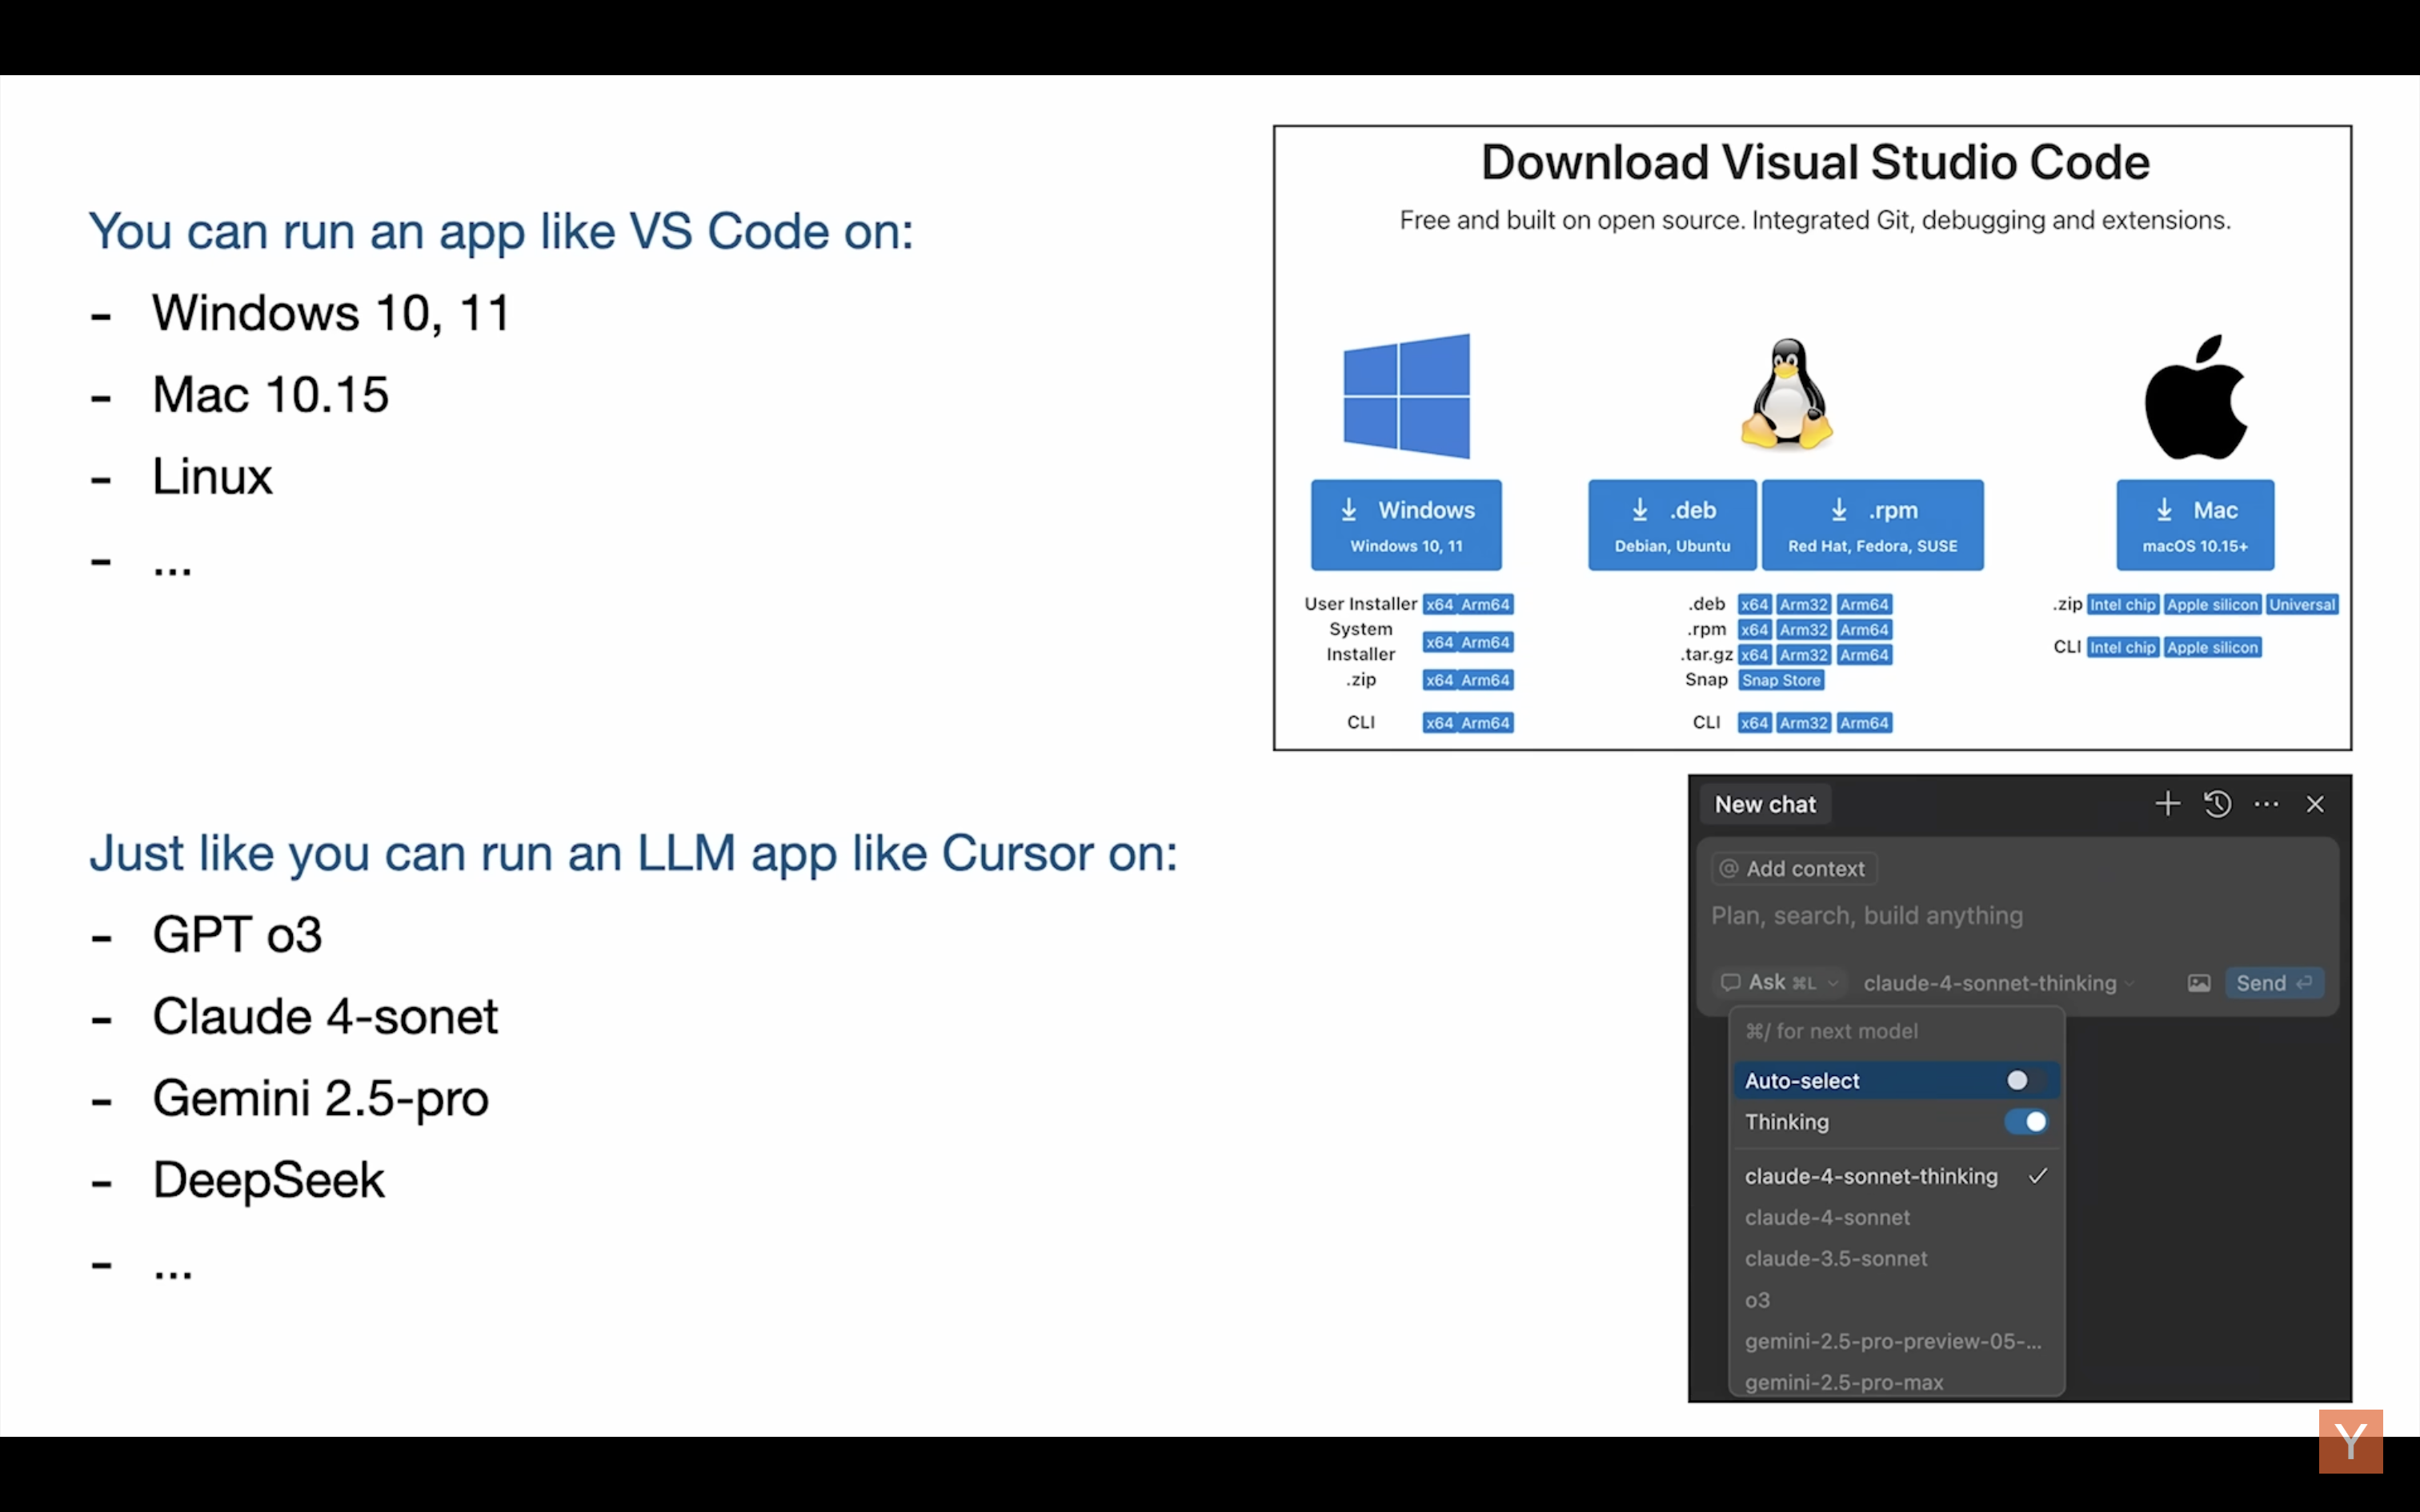 You can run an app like VS Code on:
- Windows 10, 11
- Mac 10.15
- Linux
- ...
Download Visual Studio Code
Free and built on open source. Integrated Git, debugging and extensions.
Windows
Windows 10, 11
User Installer x64 Arm64
System
Installer
x64 Arm64
.zip x64 Arm64
CLI x64 Arm64
.deb
Debian, Ubuntu
.rpm
Red Hat, Fedora, SUSE
.deb x64 Arm32 Arm64
.rpm x64 Arm32 Arm64
.tar.gz x64 Arm32 Arm64
Snap Snap Store
CLI x64 Arm32 Arm64
Mac
macOS 10.15+
.zip Intel chip Apple silicon Universal
CLI Intel chip Apple silicon
Just like you can run an LLM app like Cursor on:
- GPT o3
- Claude 4-sonet
- Gemini 2.5-pro
- DeepSeek
- ...
New chat
@ Add context
Plan, search, build anything
Ask ⌘L claude-4-sonnet-thinking Send
⌘/ for next model
Auto-select
Thinking
claude-4-sonnet-thinking
claude-4-sonnet
claude-3.5-sonnet
o3
gemini-2.5-pro-preview-05-...
gemini-2.5-pro-max
Y